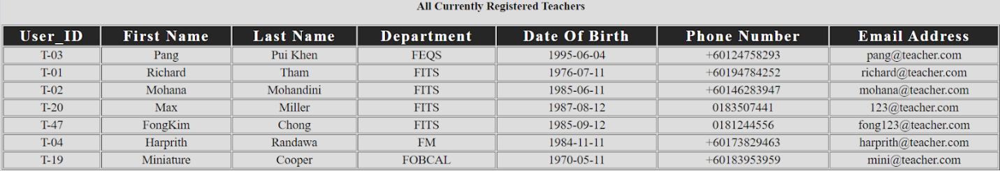 All Currently Registered Teachers
User_ID First Name Last Name Department Date Of Birth Phone Number Email Address
T-03 Pang Pui Khen FEQS 1995-06-04 +60124758293 pang@teacher.com
T-01 Richard Tham FITS 1976-07-11 +60194784252 richard@teacher.com
T-02 Mohana Mohandini FITS 1985-06-11 +60146283947 mohana@teacher.com
T-20 Max Miller FITS 1987-08-12 0183507441 123@teacher.com
T-47 FongKim Chong FITS 1985-09-12 0181244556 fong123@teacher.com
T-04 Harprith Randawa FM 1984-11-11 +60173829463 harprith@teacher.com
T-19 Miniature Cooper FOBCAL 1970-05-11 +60183953959 mini@teacher.com